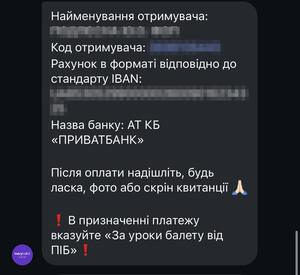 Найменування отримувача:
Код отримувача:
Рахунок в форматі відповідно до
стандарту IBAN:
Назва банку: АТ КБ
«ПРИВАТБАНК»
Після оплати надішліть, будь
ласка, фото або скрін квитанції 🙏🏻
❗В призначенні платежу
вказуйте «За уроки балету від
ПІБ»❗